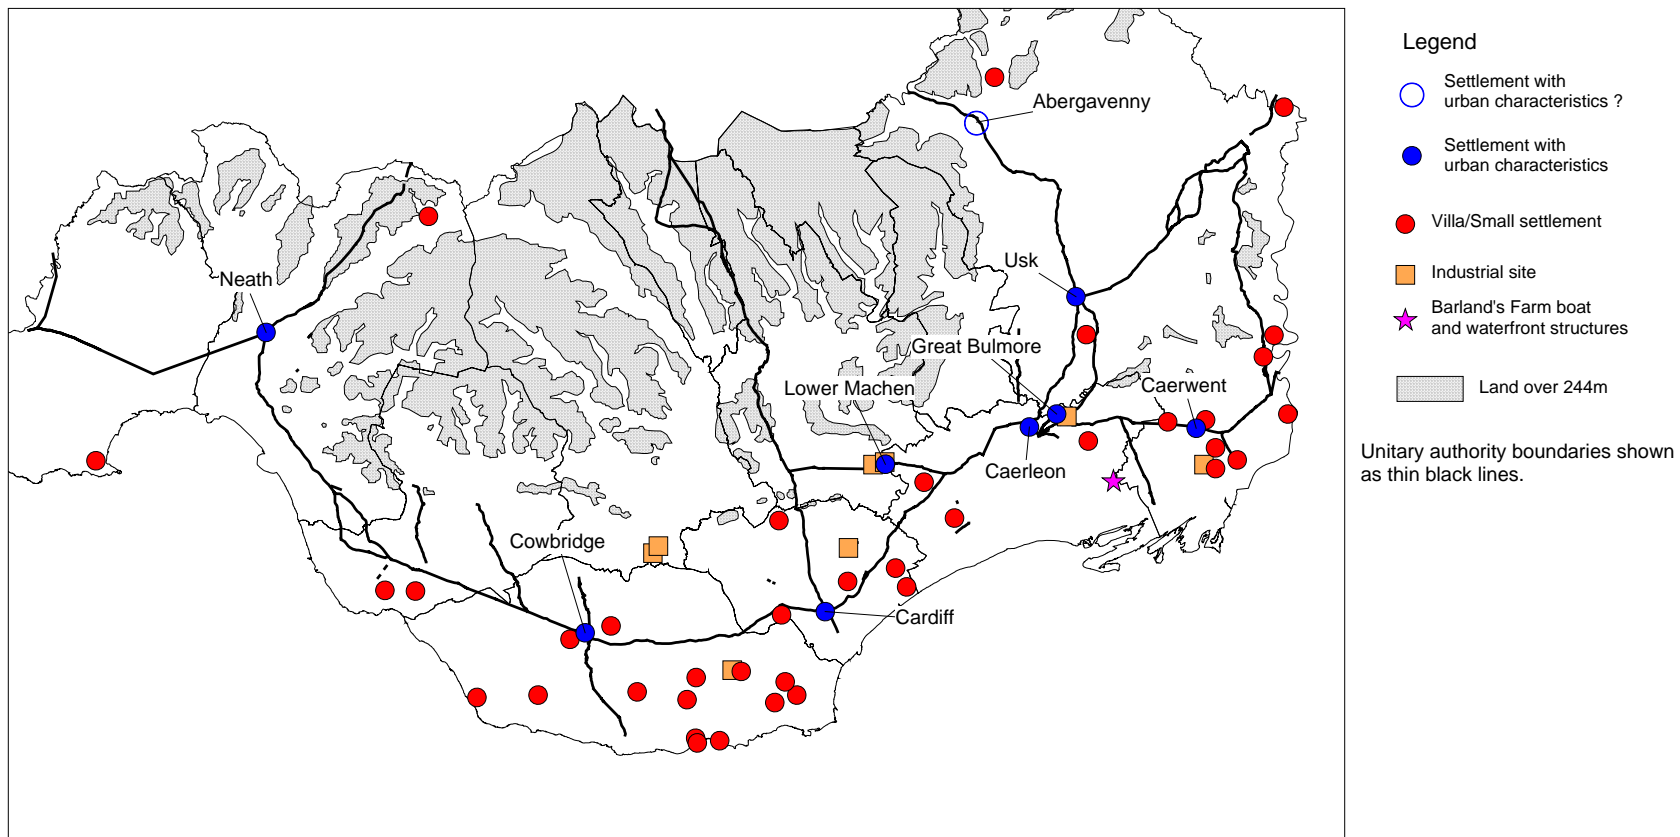 Legend
Settlement with
urban characteristics ?
Settlement with
urban characteristics
Villa/Small settlement
Industrial site
Barland's Farm boat
and waterfront structures
Land over 244m
Unitary authority boundaries shown
as thin black lines.
Abergavenny
Usk
Neath
Great Bulmore
Lower Machen
Caerwent
Caerleon
Cowbridge
Cardiff